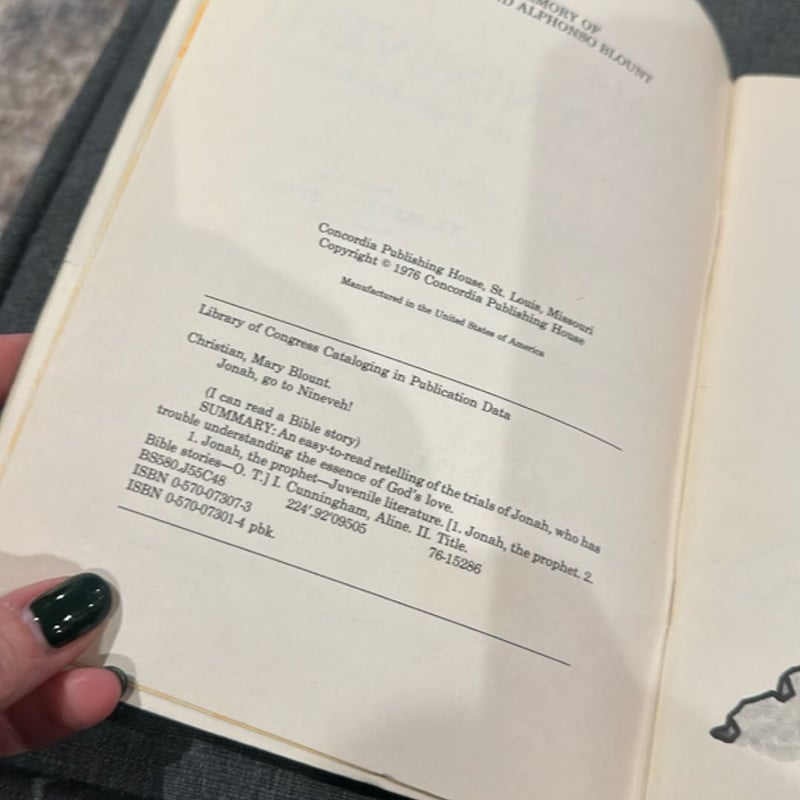 MORY OF
D ALPHONSO BLOUNT
Concordia Publishing House, St. Louis, Missouri
Copyright © 1976 Concordia Publishing House
Manufactured in the United States of America
Library of Congress Cataloging in Publication Data
Christian, Mary Blount.
Jonah, go to Nineveh!
(I can read a Bible story)
SUMMARY: An easy-to-read retelling of the trials of Jonah, who has
trouble understanding the essence of God's love.
1. Jonah, the prophet—Juvenile literature. [1. Jonah, the prophet. 2.
Bible stories—O. T.] I. Cunningham, Aline. II. Title.
BS580.J55C48 224'.92'09505 76-15286
ISBN 0-570-07307-3
ISBN 0-570-07301-4 pbk.